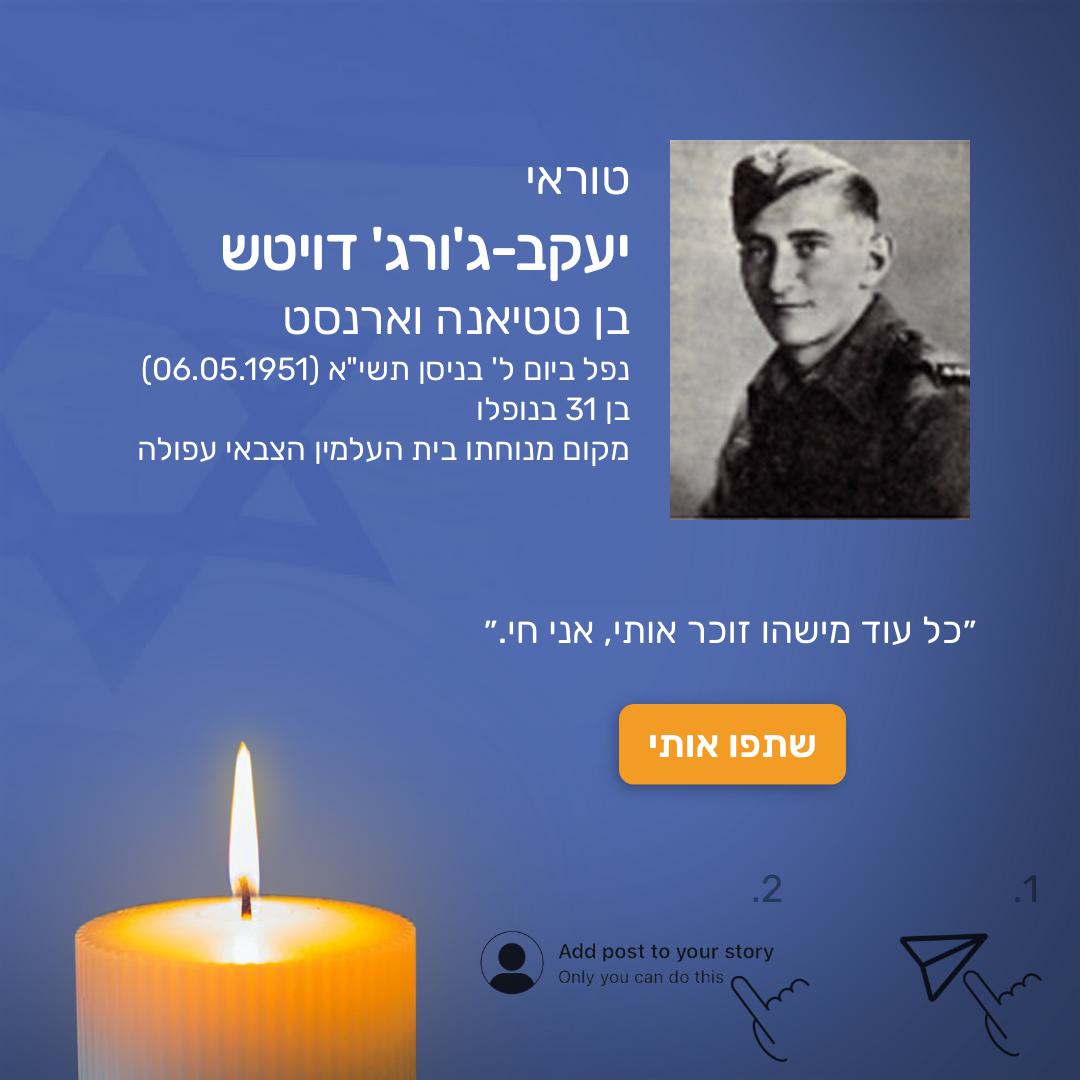 טוראי
יעקב-ג'ורג' דויטש
בן טטיאנה וארנסט
נפל ביום ל' בניסן תשי"א (06.05.1951)
בן 31 בנופלו
מקום מנוחתו בית העלמין הצבאי עפולה
״כל עוד מישהו זוכר אותי, אני חי.״
שתפו אותי
.1
.2
Add post to your story
Only you can do this